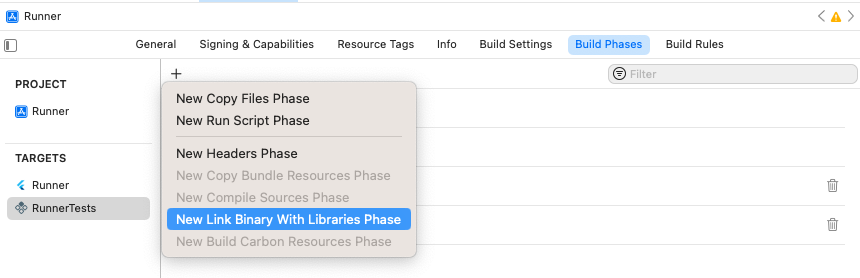 Runner
General Signing & Capabilities Resource Tags Info Build Settings Build Phases Build Rules
+ Filter
PROJECT
Runner
TARGETS
Runner
RunnerTests
New Copy Files Phase
New Run Script Phase
New Headers Phase
New Copy Bundle Resources Phase
New Compile Sources Phase
New Link Binary With Libraries Phase
New Build Carbon Resources Phase